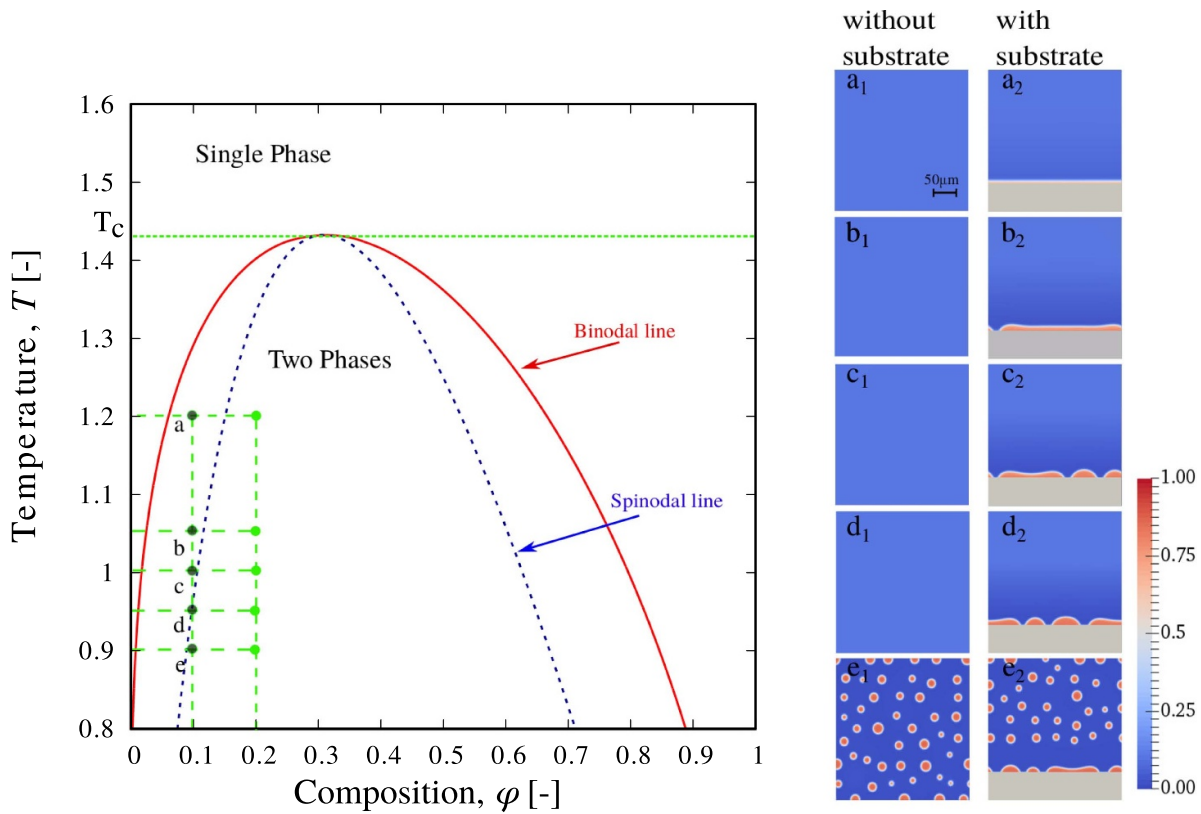 without
substrate
with
substrate
a1
a2
50μm
b1
b2
c1
c2
d1
d2
e1
e2
1.00
0.75
0.5
0.25
0.00
Temperature, T [-]
1.6
1.5
Tc
1.4
1.3
1.2
1.1
1
0.9
0.8
Single Phase
Two Phases
Binodal line
Spinodal line
a
b
c
d
e
0 0.1 0.2 0.3 0.4 0.5 0.6 0.7 0.8 0.9 1
Composition, φ [-]